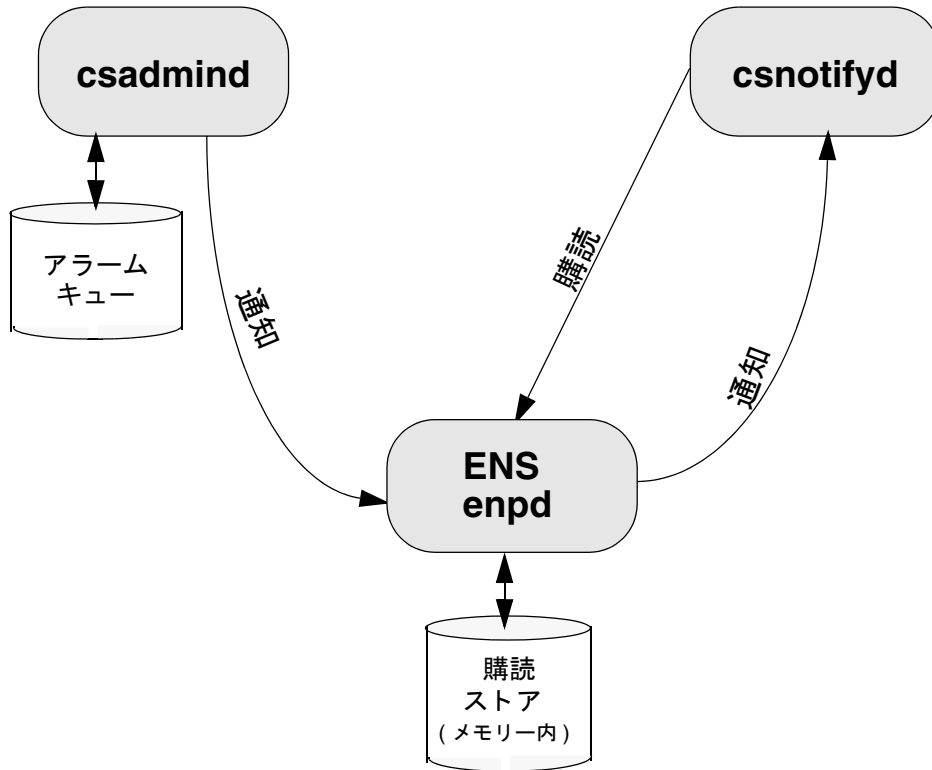 csadmind
csnotifyd
アラーム
キュー
通知
購読
通知
ENS
enpd
購読
ストア
( メモリー内 )